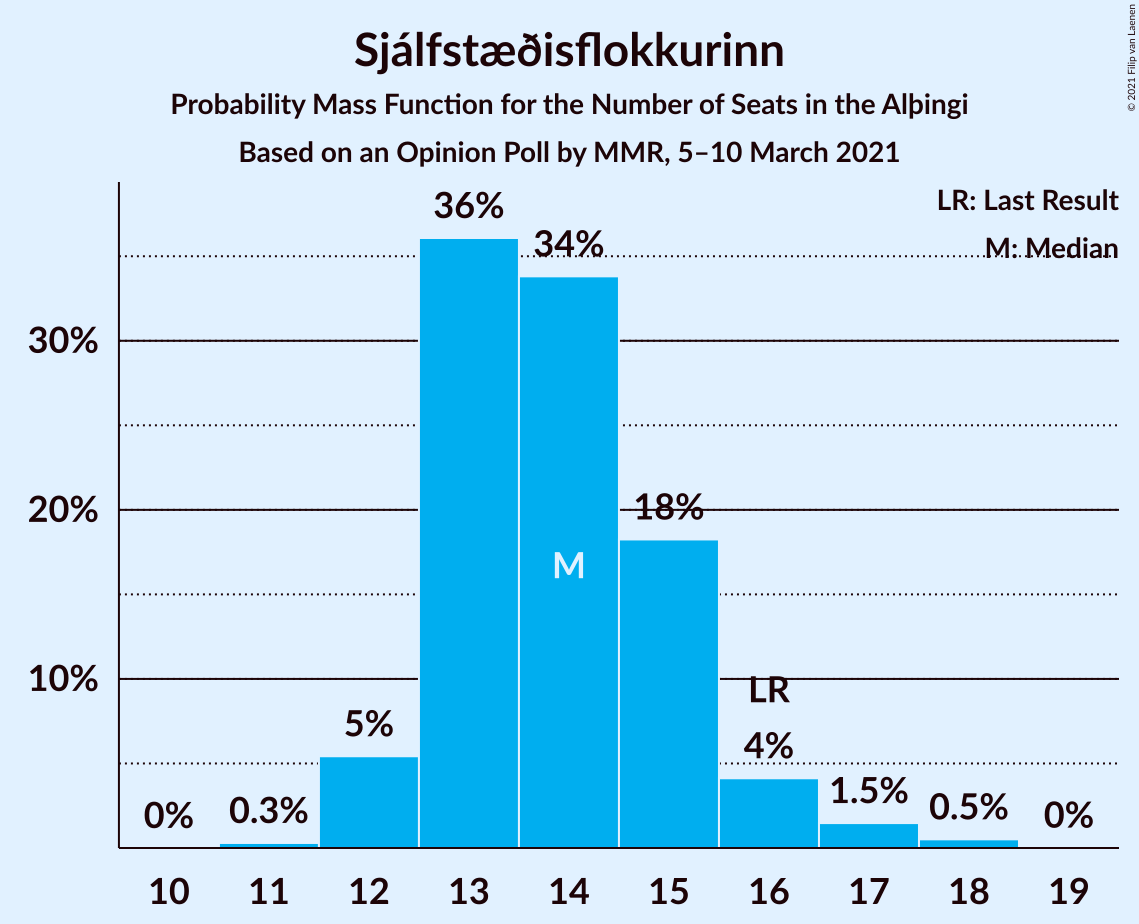 Sjálfstæðisflokkurinn
Probability Mass Function for the Number of Seats in the Alþingi
Based on an Opinion Poll by MMR, 5–10 March 2021
© 2021 Filip van Laenen
LR: Last Result
M: Median
36%
34%
30%
20%
18%
M
10%
LR
5%
4%
1.5%
0.5%
0.3%
0%
0%
10 11 12 13 14 15 16 17 18 19